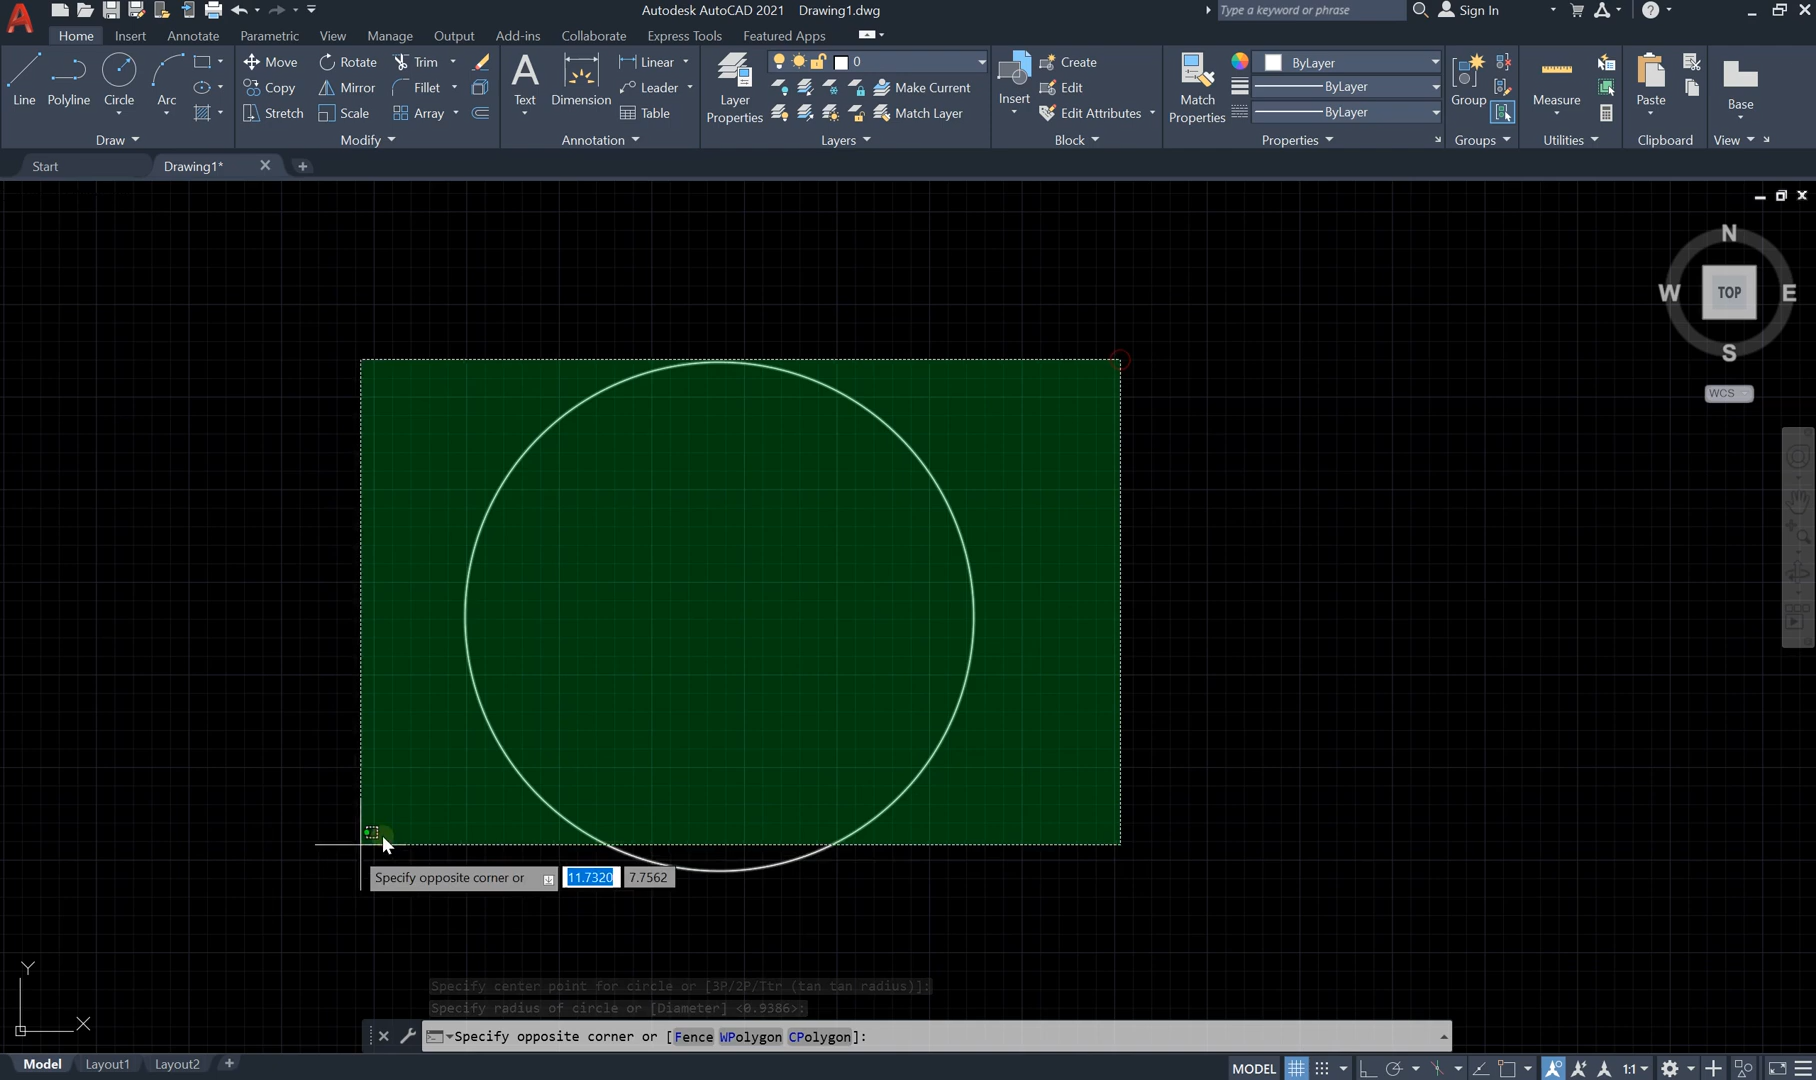 Autodesk AutoCAD 2021 Drawing1.dwg
Type a keyword or phrase
Sign In
Home Insert Annotate Parametric View Manage Output Add-ins Collaborate Express Tools Featured Apps
Line Polyline Circle Arc
Draw
Move Rotate Trim
Copy Mirror Fillet
Stretch Scale Array
Modify
Text Dimension
Linear
Leader
Table
Annotation
Layer Properties
0
Make Current
Match Layer
Layers
Insert
Create
Edit
Edit Attributes
Block
Match Properties
ByLayer
ByLayer
ByLayer
Properties
Group
Groups
Measure
Utilities
Paste
Clipboard
Base
View
Start Drawing1*
N
W TOP E
S
WCS
Specify opposite corner or 11.7320 7.7562
Y
X
Specify center point for circle or [3P/2P/Ttr (tan tan radius)]:
Specify radius of circle or [Diameter] <0.9386>:
Specify opposite corner or [Fence WPolygon CPolygon]:
Model Layout1 Layout2
MODEL 1:1